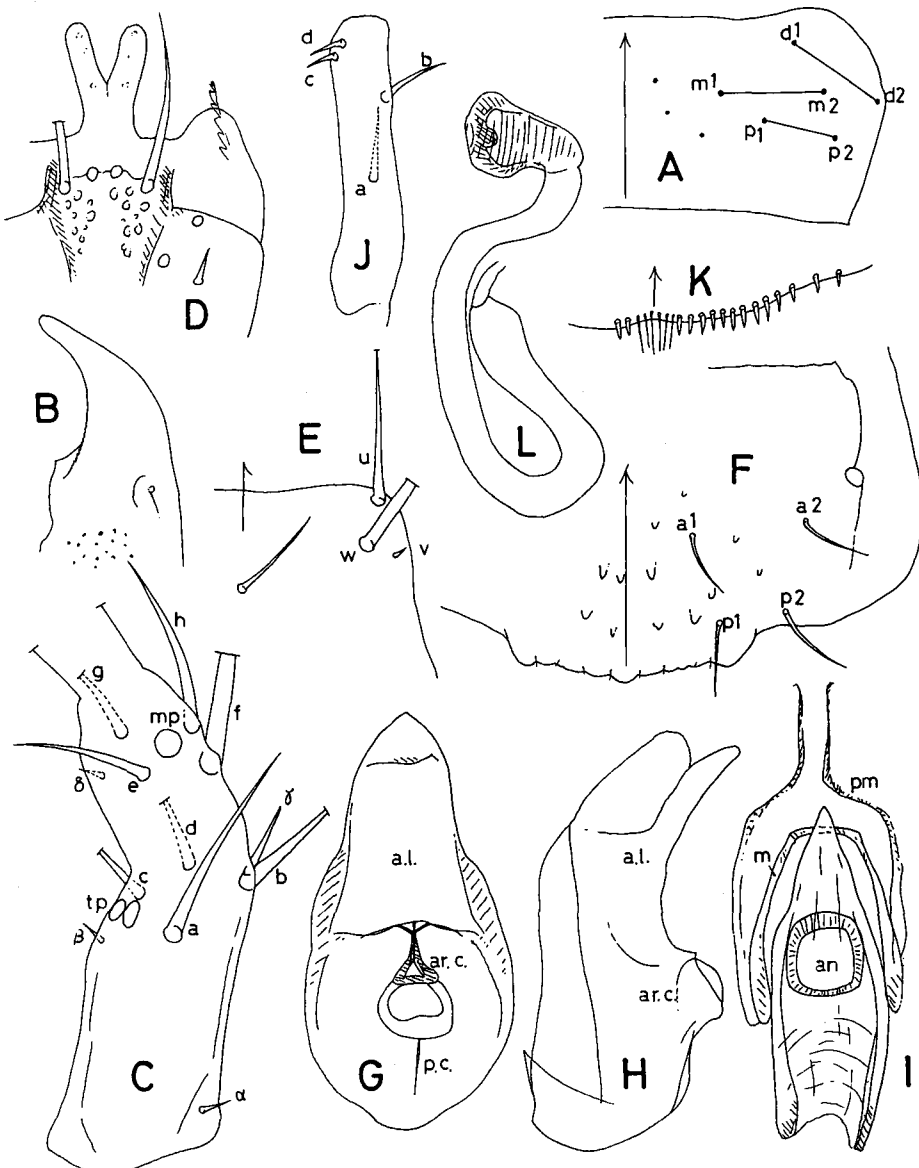 D
d
c
b
a
J
L
A
d1
d2
m1
m2
p1
p2
K
B
E
u
w
v
F
a1
a2
p1
p2
C
h
g
mp
f
e
δ
d
γ
b
c
tp
β
a
α
G
a.l.
ar.c.
p.c.
H
a.l.
ar.c.
I
pm
m
an